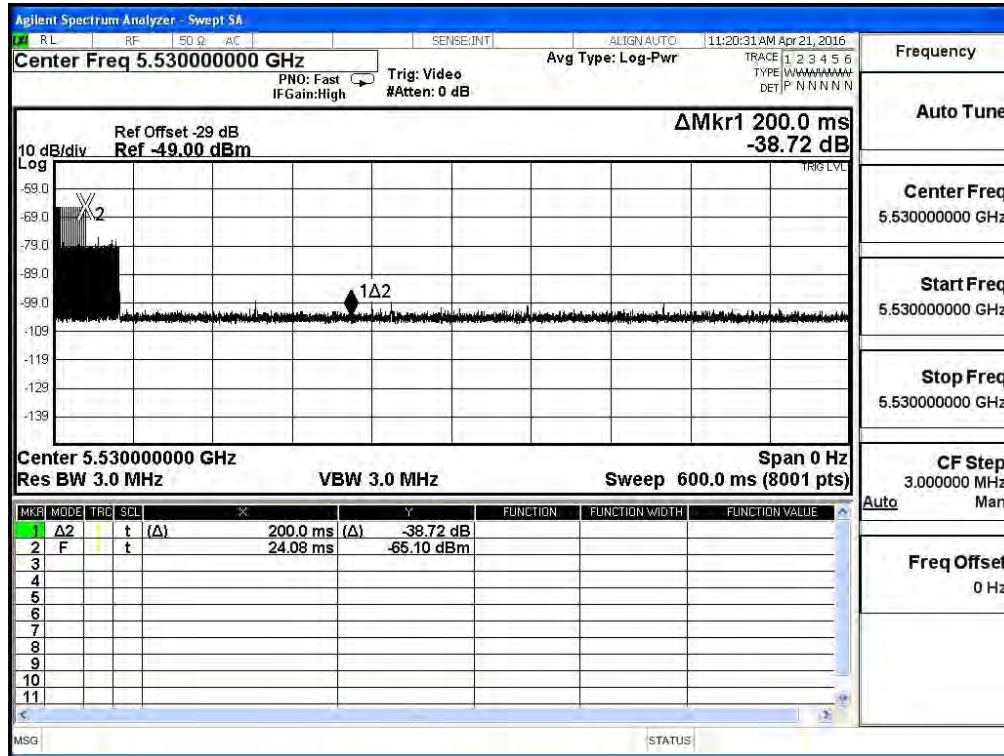 Agilent Spectrum Analyzer - Swept SA
RL RF 50 Ω AC SENSE:INT ALIGN AUTO 11:20:31 AM Apr 21, 2016
Center Freq 5.530000000 GHz
PNO: Fast
IFGain:High
Trig: Video
#Atten: 0 dB
Avg Type: Log-Pwr
TRACE 1 2 3 4 5 6
TYPE WWWWWW
DET P N N N N N
ΔMkr1 200.0 ms
-38.72 dB
Ref Offset -29 dB
10 dB/div Ref -49.00 dBm
Log
TRIG LVL
-59.0
-69.0
-79.0
-89.0
-99.0
-109
-119
-129
-139
X2
1Δ2
Center 5.530000000 GHz Span 0 Hz
Res BW 3.0 MHz VBW 3.0 MHz Sweep 600.0 ms (8001 pts)
MKR MODE TRC SCL X Y FUNCTION FUNCTION WIDTH FUNCTION VALUE
1 Δ2 t (Δ) 200.0 ms (Δ) -38.72 dB
2 F t 24.08 ms -65.10 dBm
3
4
5
6
7
8
9
10
11
MSG STATUS
Frequency
Auto Tune
Center Freq
5.530000000 GHz
Start Freq
5.530000000 GHz
Stop Freq
5.530000000 GHz
CF Step
3.000000 MHz
Auto Man
Freq Offset
0 Hz